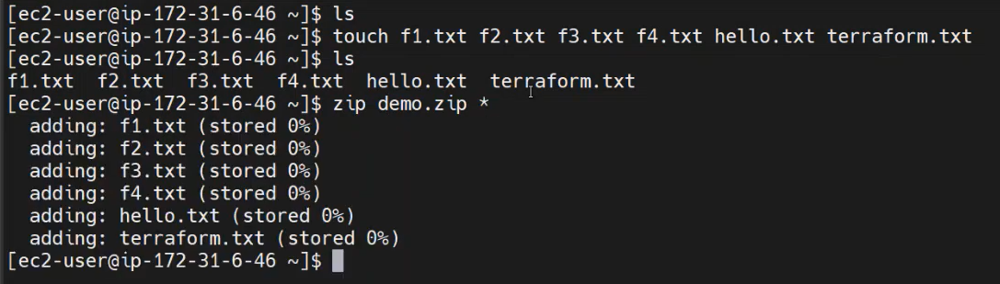 [ec2-user@ip-172-31-6-46 ~]$ ls
[ec2-user@ip-172-31-6-46 ~]$ touch f1.txt f2.txt f3.txt f4.txt hello.txt terraform.txt
[ec2-user@ip-172-31-6-46 ~]$ ls
f1.txt  f2.txt  f3.txt  f4.txt  hello.txt  terraform.txt
[ec2-user@ip-172-31-6-46 ~]$ zip demo.zip *
  adding: f1.txt (stored 0%)
  adding: f2.txt (stored 0%)
  adding: f3.txt (stored 0%)
  adding: f4.txt (stored 0%)
  adding: hello.txt (stored 0%)
  adding: terraform.txt (stored 0%)
[ec2-user@ip-172-31-6-46 ~]$